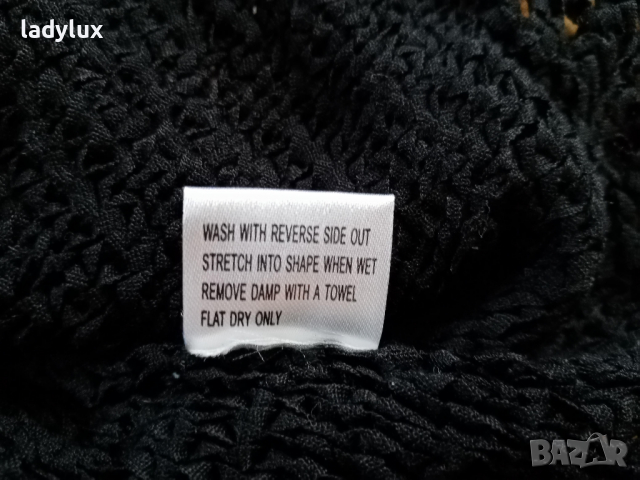 ladylux
WASH WITH REVERSE SIDE OUT
STRETCH INTO SHAPE WHEN WET
REMOVE DAMP WITH A TOWEL
FLAT DRY ONLY
BAZAR